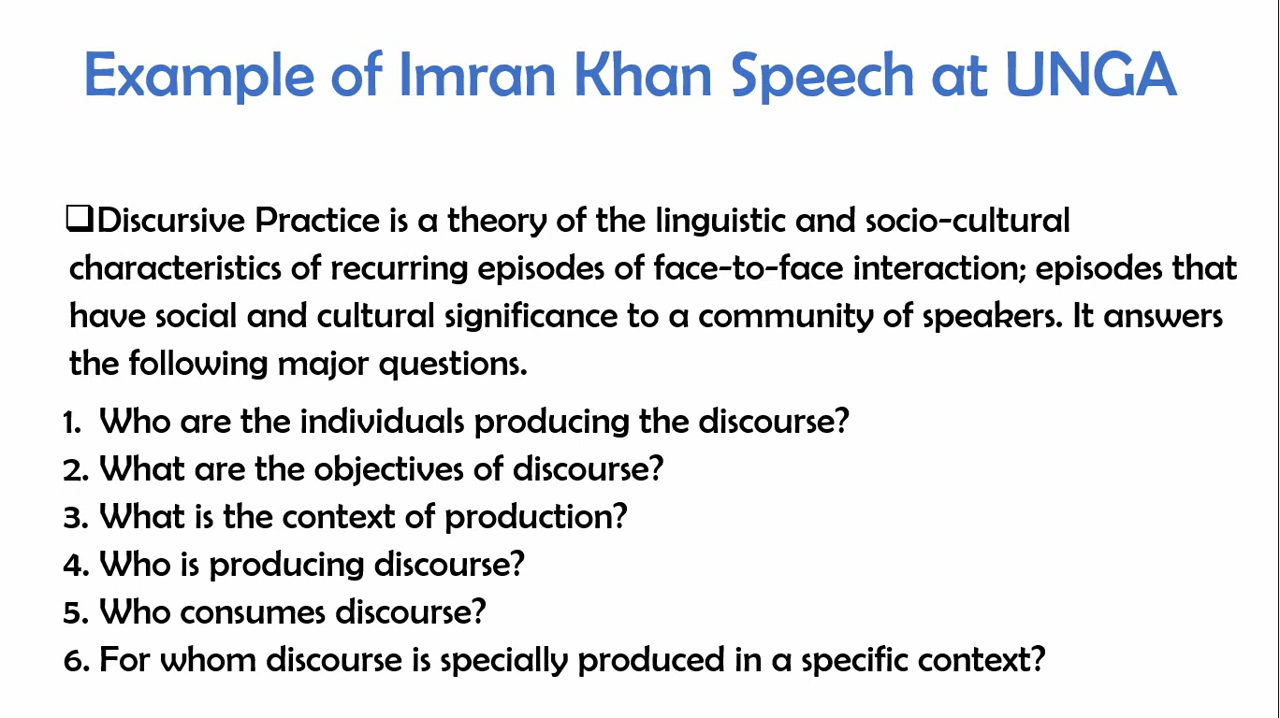 Example of Imran Khan Speech at UNGA
❑Discursive Practice is a theory of the linguistic and socio-cultural
characteristics of recurring episodes of face-to-face interaction; episodes that
have social and cultural significance to a community of speakers. It answers
the following major questions.
1. Who are the individuals producing the discourse?
2. What are the objectives of discourse?
3. What is the context of production?
4. Who is producing discourse?
5. Who consumes discourse?
6. For whom discourse is specially produced in a specific context?